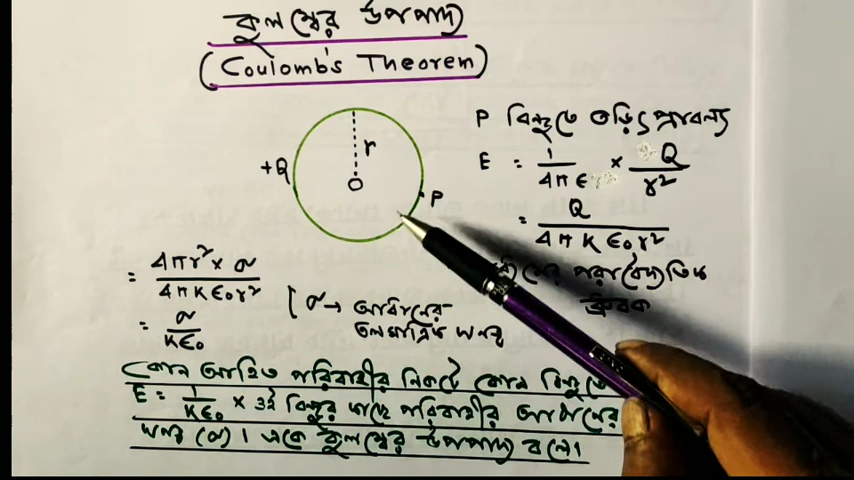 কুলম্বের উপপাদ্য
(Coulomb's Theorem)
r
+Q
O
P
P বিন্দুতে তড়িৎ প্রাবল্য
E = 1/4πε × Q/r²
= Q/4πKε₀r²
পরাবৈদ্যুতিক
ধ্রুবক
= 4πr² × σ/4πKε₀r²
= σ/Kε₀
[σ → আধানের
তলমাত্রিক ঘনত্ব
কোন আহিত পরিবাহীর নিকটে কোন বিন্দুতে
E = 1/Kε₀ × ঐ বিন্দুর কাছে পরিবাহীর আধানের
ঘনত্ব (σ)। একে কুলম্বের উপপাদ্য বলে।